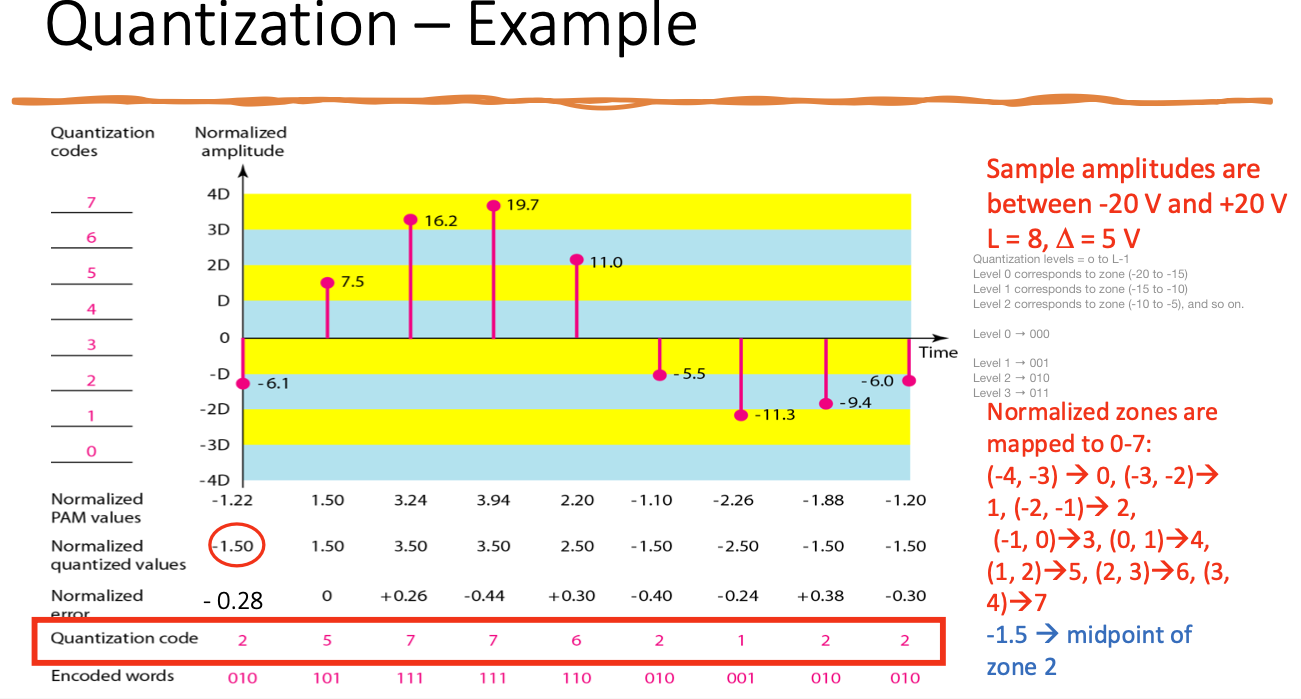 Quantization – Example
Quantization
codes
Normalized
amplitude
7
6
5
4
3
2
1
0
4D
3D
2D
D
0
-D
-2D
-3D
-4D
-6.1
7.5
16.2
19.7
11.0
-5.5
-11.3
-9.4
-6.0
Time
Normalized
PAM values
-1.22 1.50 3.24 3.94 2.20 -1.10 -2.26 -1.88 -1.20
Normalized
quantized values
-1.50 1.50 3.50 3.50 2.50 -1.50 -2.50 -1.50 -1.50
Normalized
error
- 0.28 0 +0.26 -0.44 +0.30 -0.40 -0.24 +0.38 -0.30
Quantization code 2 5 7 7 6 2 1 2 2
Encoded words 010 101 111 111 110 010 001 010 010
Sample amplitudes are
between -20 V and +20 V
L = 8, Δ = 5 V
Quantization levels = o to L-1
Level 0 corresponds to zone (-20 to -15)
Level 1 corresponds to zone (-15 to -10)
Level 2 corresponds to zone (-10 to -5), and so on.
Level 0 → 000
Level 1 → 001
Level 2 → 010
Level 3 → 011
Normalized zones are
mapped to 0-7:
(-4, -3) → 0, (-3, -2)→
1, (-2, -1)→ 2,
(-1, 0)→3, (0, 1)→4,
(1, 2)→5, (2, 3)→6, (3,
4)→7
-1.5 → midpoint of
zone 2